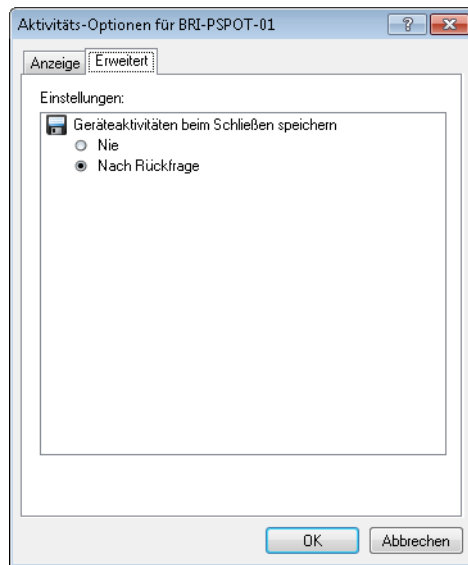 Aktivitäts-Optionen für BRI-PSPOT-01
Anzeige Erweitert
Einstellungen:
Geräteaktivitäten beim Schließen speichern
Nie
Nach Rückfrage
OK Abbrechen